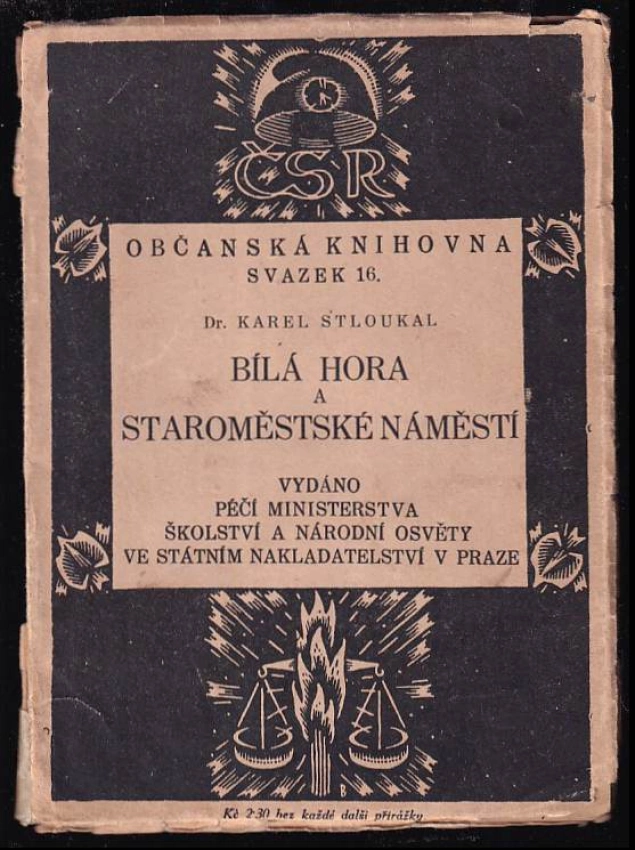 ČSR
OBČANSKÁ KNIHOVNA
SVAZEK 16.
Dr. KAREL STLOUKAL
BÍLÁ HORA
A
STAROMĚSTSKÉ NÁMĚSTÍ
VYDÁNO
PÉČÍ MINISTERSTVA
ŠKOLSTVÍ A NÁRODNÍ OSVĚTY
VE STÁTNÍM NAKLADATELSTVÍ V PRAZE
B
Kč 2·30 bez každé další přirážky